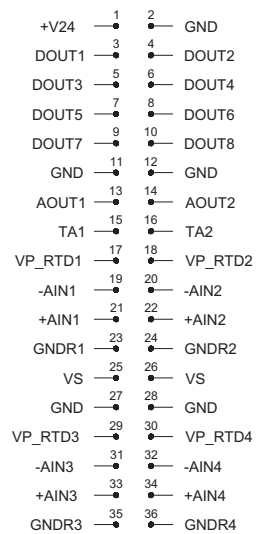 +V24 1 2 GND
DOUT1 3 4 DOUT2
DOUT3 5 6 DOUT4
DOUT5 7 8 DOUT6
DOUT7 9 10 DOUT8
GND 11 12 GND
AOUT1 13 14 AOUT2
TA1 15 16 TA2
VP_RTD1 17 18 VP_RTD2
-AIN1 19 20 -AIN2
+AIN1 21 22 +AIN2
GNDR1 23 24 GNDR2
VS 25 26 VS
GND 27 28 GND
VP_RTD3 29 30 VP_RTD4
-AIN3 31 32 -AIN4
+AIN3 33 34 +AIN4
GNDR3 35 36 GNDR4